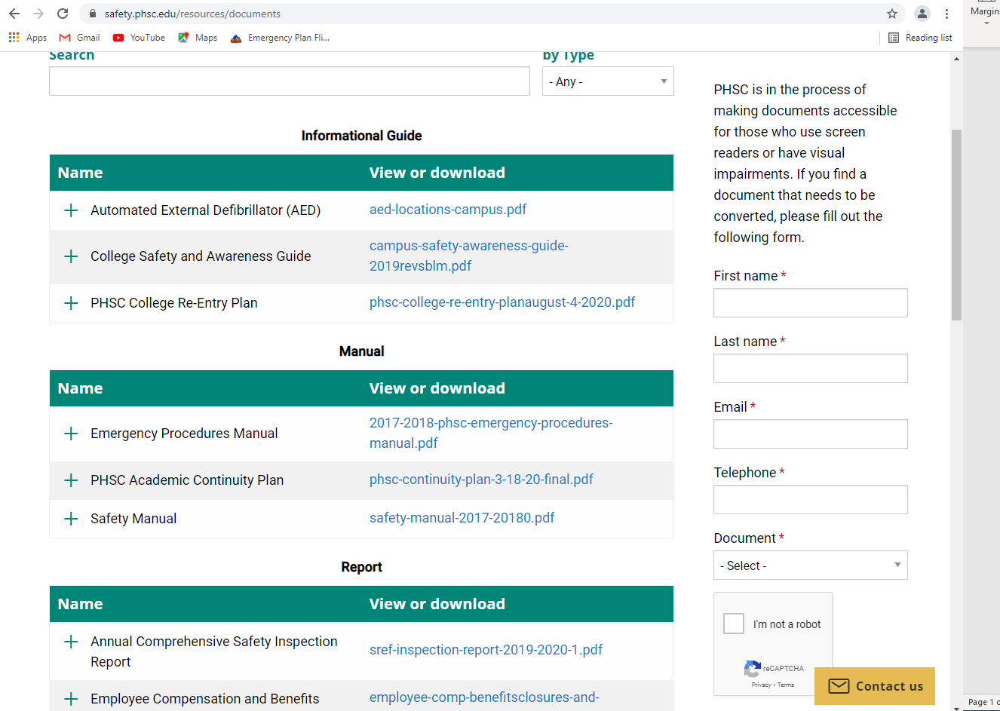 safety.phsc.edu/resources/documents
Margins
Apps Gmail YouTube Maps Emergency Plan Fli... Reading list
Search
by Type
- Any -
Informational Guide
Name View or download
Automated External Defibrillator (AED) aed-locations-campus.pdf
College Safety and Awareness Guide campus-safety-awareness-guide-
2019revsblm.pdf
PHSC College Re-Entry Plan phsc-college-re-entry-planaugust-4-2020.pdf
Manual
Name View or download
Emergency Procedures Manual 2017-2018-phsc-emergency-procedures-
manual.pdf
PHSC Academic Continuity Plan phsc-continuity-plan-3-18-20-final.pdf
Safety Manual safety-manual-2017-20180.pdf
Report
Name View or download
Annual Comprehensive Safety Inspection
Report
sref-inspection-report-2019-2020-1.pdf
Employee Compensation and Benefits employee-comp-benefitsclosures-and-
PHSC is in the process of
making documents accessible
for those who use screen
readers or have visual
impairments. If you find a
document that needs to be
converted, please fill out the
following form.
First name *
Last name *
Email *
Telephone *
Document *
- Select -
I'm not a robot
reCAPTCHA
Privacy - Terms
Contact us
Page 1 o